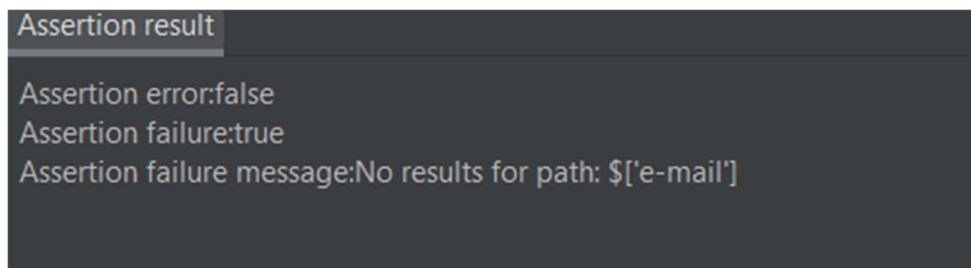 Assertion result
Assertion error:false
Assertion failure:true
Assertion failure message:No results for path: $['e-mail']